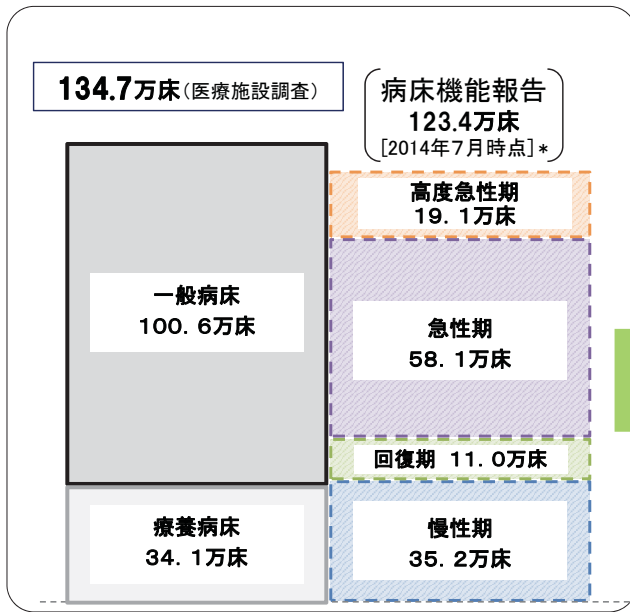 134.7万床(医療施設調査)
病床機能報告
123.4万床
[2014年7月時点]*
高度急性期
19.1万床
一般病床
100.6万床
急性期
58.1万床
回復期 11.0万床
療養病床
34.1万床
慢性期
35.2万床